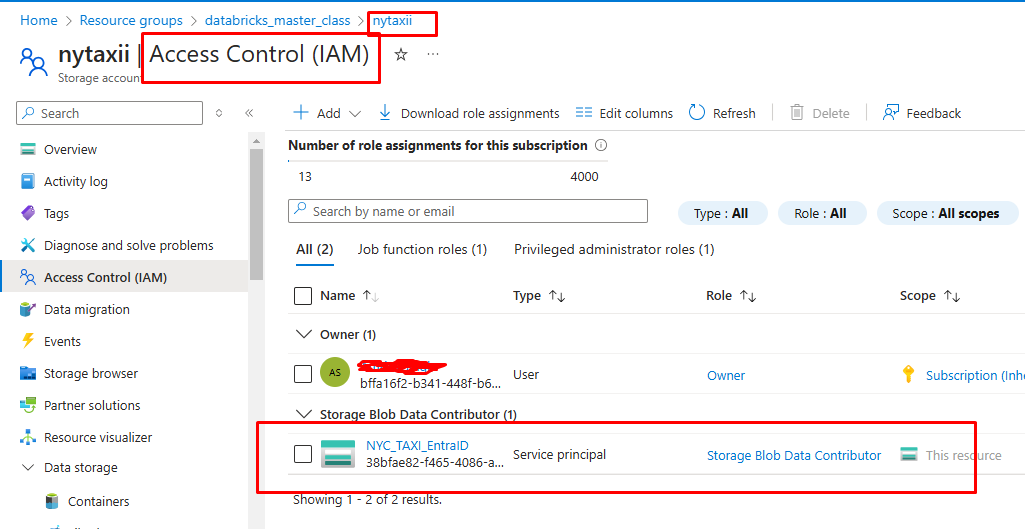 Home > Resource groups > databricks_master_class > nytaxii
nytaxii | Access Control (IAM) ☆ ...
Storage account
Search
Add Download role assignments Edit columns Refresh Delete Feedback
Overview
Activity log
Tags
Diagnose and solve problems
Access Control (IAM)
Data migration
Events
Storage browser
Partner solutions
Resource visualizer
Data storage
Containers
Number of role assignments for this subscription
13 4000
Search by name or email
Type : All Role : All Scope : All scopes
All (2) Job function roles (1) Privileged administrator roles (1)
Name ↑↓ Type ↑↓ Role ↑↓ Scope ↑↓
Owner (1)
AS
bffa16f2-b341-448f-b6... User Owner Subscription (Inh
Storage Blob Data Contributor (1)
NYC_TAXI_EntraID
38bfae82-f465-4086-a... Service principal Storage Blob Data Contributor This resource
Showing 1 - 2 of 2 results.